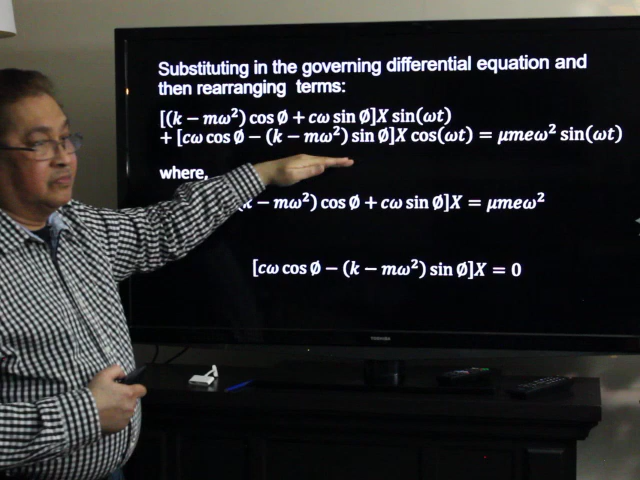 Substituting in the governing differential equation and
then rearranging terms:
[(k − mω²) cos Ø + cω sin Ø]X sin(ωt)
+ [cω cos Ø − (k − mω²) sin Ø]X cos(ωt) = μmeω² sin(ωt)
where,
k − mω²) cos Ø + cω sin Ø]X = μmeω²
[cω cos Ø − (k − mω²) sin Ø]X = 0
TOSHIBA